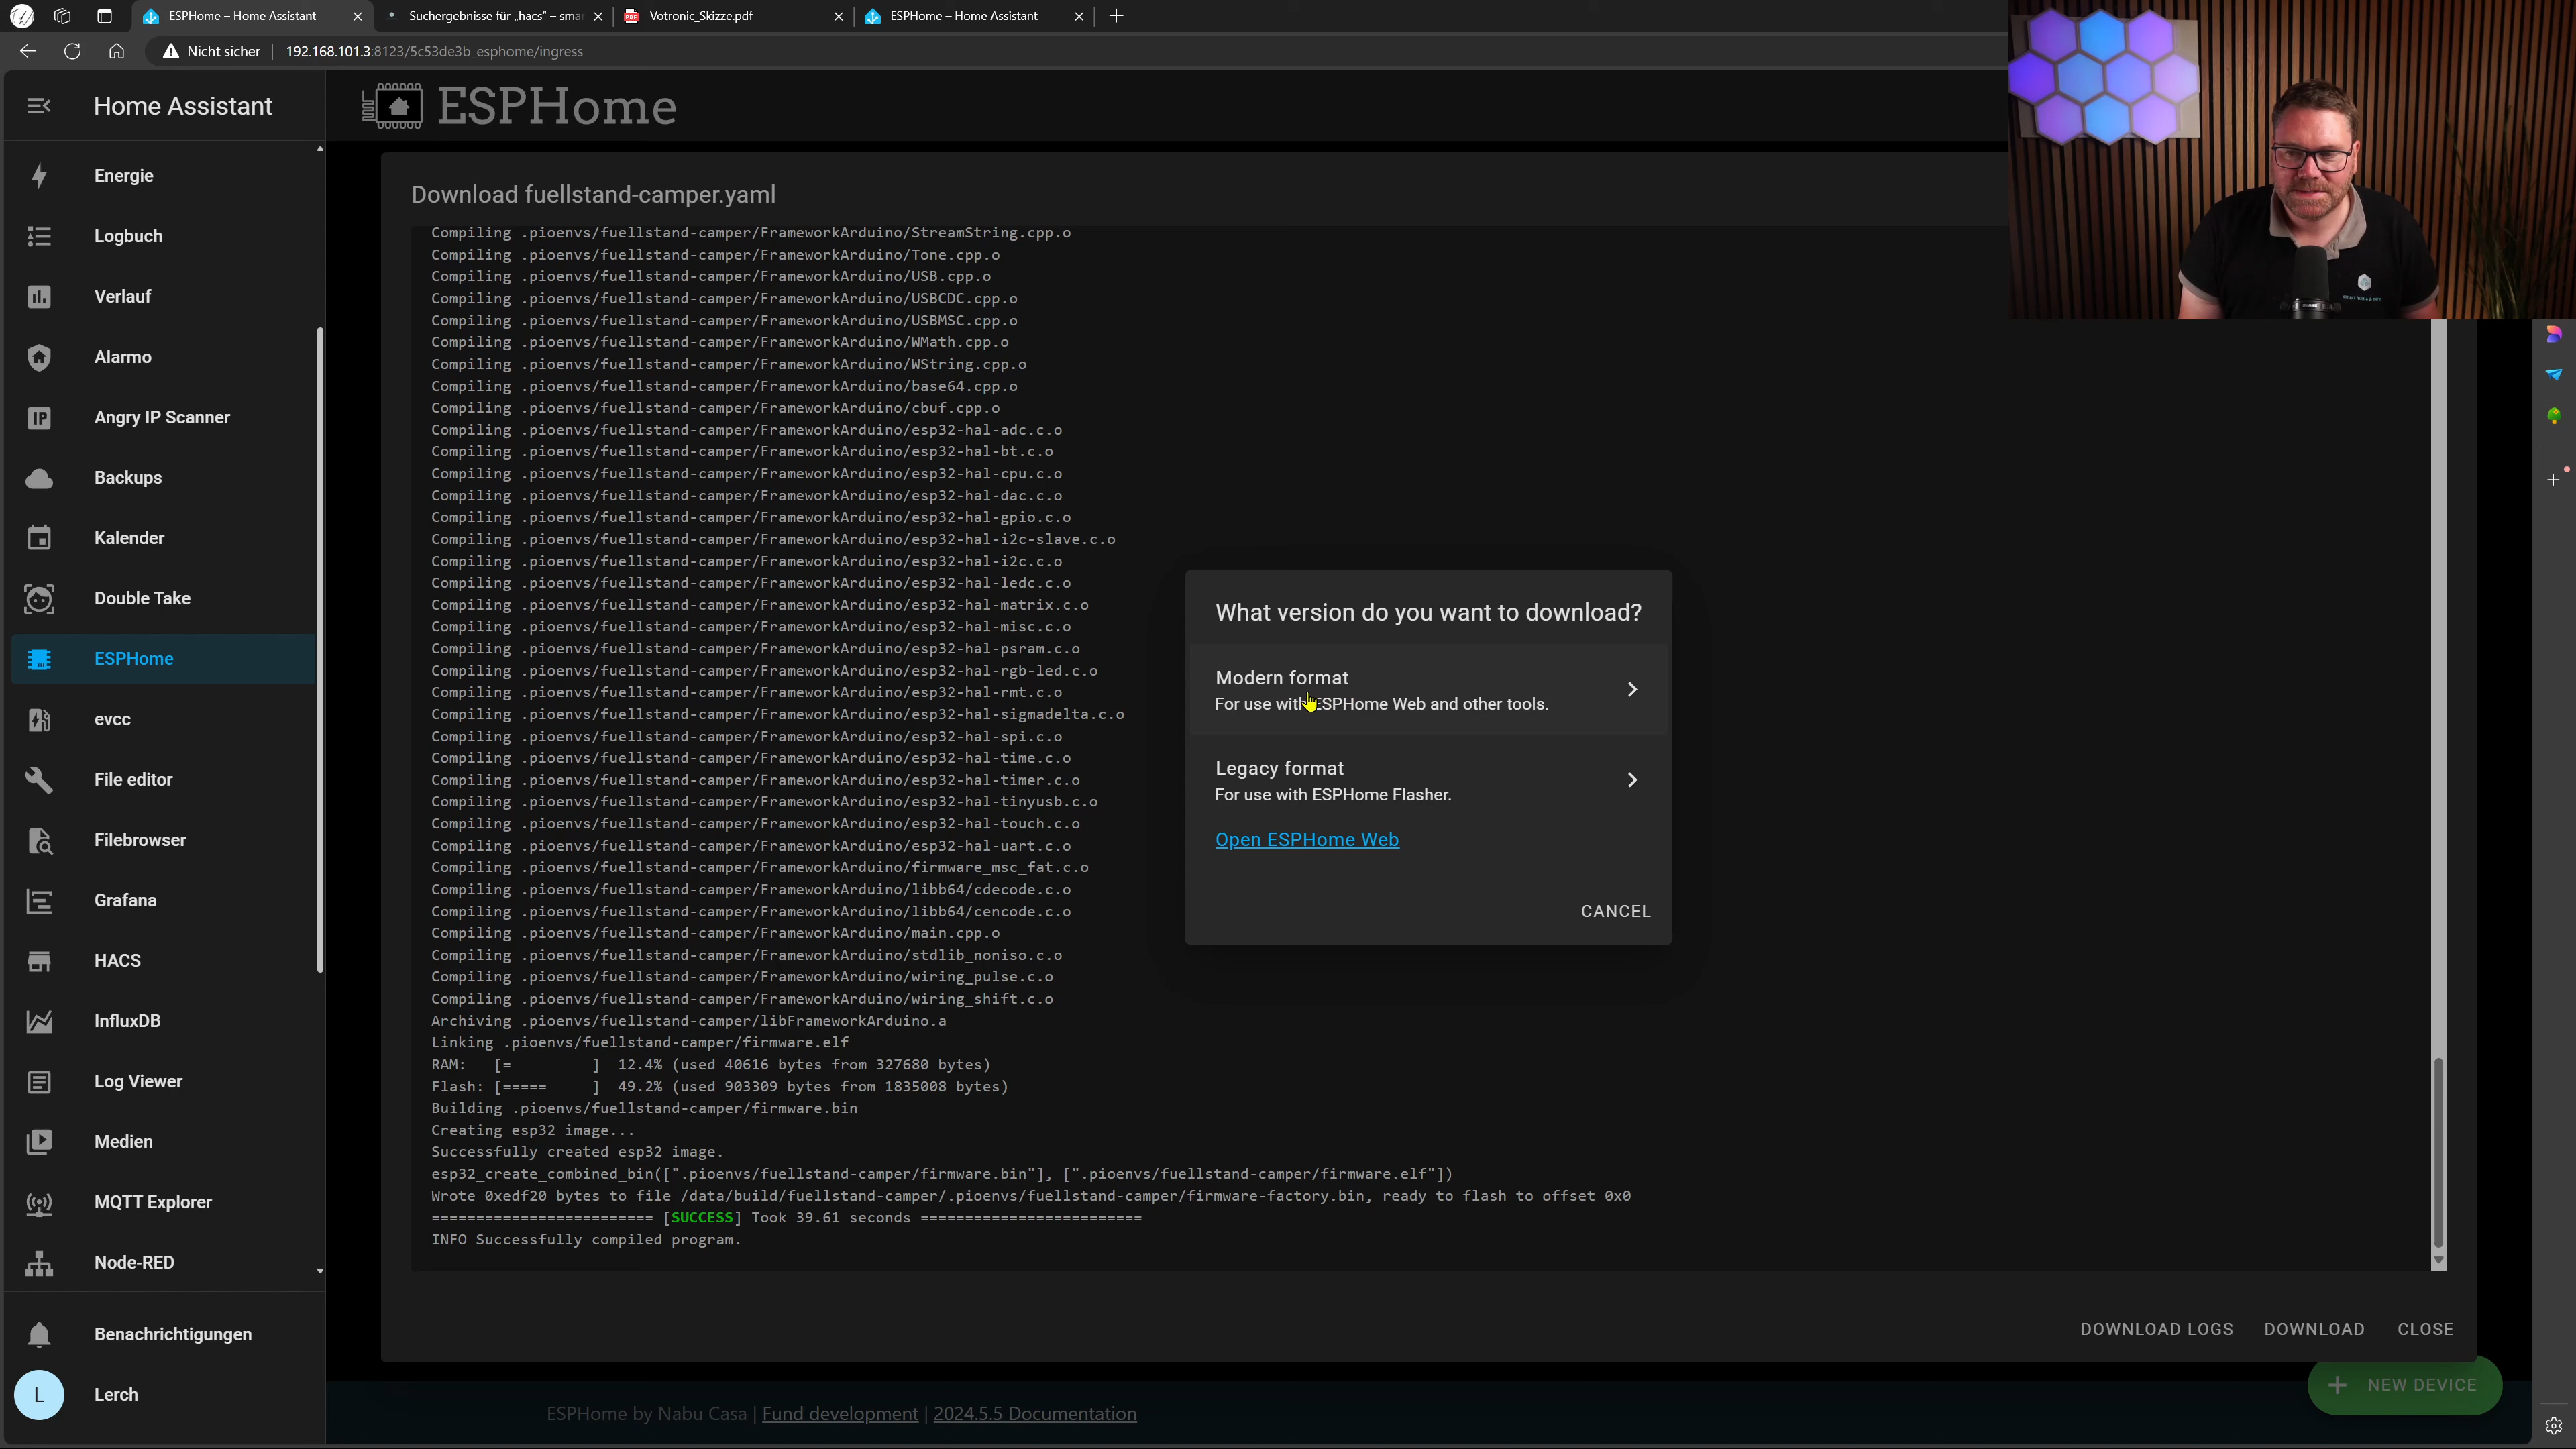 ESPHome – Home Assistant
Suchergebnisse für „hacs“ – sma
Votronic_Skizze.pdf
ESPHome – Home Assistant
Nicht sicher
192.168.101.3:8123/5c53de3b_esphome/ingress
Home Assistant
Energie
Logbuch
Verlauf
Alarmo
Angry IP Scanner
Backups
Kalender
Double Take
ESPHome
evcc
File editor
Filebrowser
Grafana
HACS
InfluxDB
Log Viewer
Medien
MQTT Explorer
Node-RED
Benachrichtigungen
L
Lerch
ESPHome
Download fuellstand-camper.yaml
Compiling .pioenvs/fuellstand-camper/FrameworkArduino/StreamString.cpp.o
Compiling .pioenvs/fuellstand-camper/FrameworkArduino/Tone.cpp.o
Compiling .pioenvs/fuellstand-camper/FrameworkArduino/USB.cpp.o
Compiling .pioenvs/fuellstand-camper/FrameworkArduino/USBCDC.cpp.o
Compiling .pioenvs/fuellstand-camper/FrameworkArduino/USBMSC.cpp.o
Compiling .pioenvs/fuellstand-camper/FrameworkArduino/WMath.cpp.o
Compiling .pioenvs/fuellstand-camper/FrameworkArduino/WString.cpp.o
Compiling .pioenvs/fuellstand-camper/FrameworkArduino/base64.cpp.o
Compiling .pioenvs/fuellstand-camper/FrameworkArduino/cbuf.cpp.o
Compiling .pioenvs/fuellstand-camper/FrameworkArduino/esp32-hal-adc.c.o
Compiling .pioenvs/fuellstand-camper/FrameworkArduino/esp32-hal-bt.c.o
Compiling .pioenvs/fuellstand-camper/FrameworkArduino/esp32-hal-cpu.c.o
Compiling .pioenvs/fuellstand-camper/FrameworkArduino/esp32-hal-dac.c.o
Compiling .pioenvs/fuellstand-camper/FrameworkArduino/esp32-hal-gpio.c.o
Compiling .pioenvs/fuellstand-camper/FrameworkArduino/esp32-hal-i2c-slave.c.o
Compiling .pioenvs/fuellstand-camper/FrameworkArduino/esp32-hal-i2c.c.o
Compiling .pioenvs/fuellstand-camper/FrameworkArduino/esp32-hal-ledc.c.o
Compiling .pioenvs/fuellstand-camper/FrameworkArduino/esp32-hal-matrix.c.o
Compiling .pioenvs/fuellstand-camper/FrameworkArduino/esp32-hal-misc.c.o
Compiling .pioenvs/fuellstand-camper/FrameworkArduino/esp32-hal-psram.c.o
Compiling .pioenvs/fuellstand-camper/FrameworkArduino/esp32-hal-rgb-led.c.o
Compiling .pioenvs/fuellstand-camper/FrameworkArduino/esp32-hal-rmt.c.o
Compiling .pioenvs/fuellstand-camper/FrameworkArduino/esp32-hal-sigmadelta.c.o
Compiling .pioenvs/fuellstand-camper/FrameworkArduino/esp32-hal-spi.c.o
Compiling .pioenvs/fuellstand-camper/FrameworkArduino/esp32-hal-time.c.o
Compiling .pioenvs/fuellstand-camper/FrameworkArduino/esp32-hal-timer.c.o
Compiling .pioenvs/fuellstand-camper/FrameworkArduino/esp32-hal-tinyusb.c.o
Compiling .pioenvs/fuellstand-camper/FrameworkArduino/esp32-hal-touch.c.o
Compiling .pioenvs/fuellstand-camper/FrameworkArduino/esp32-hal-uart.c.o
Compiling .pioenvs/fuellstand-camper/FrameworkArduino/firmware_msc_fat.c.o
Compiling .pioenvs/fuellstand-camper/FrameworkArduino/libb64/cdecode.c.o
Compiling .pioenvs/fuellstand-camper/FrameworkArduino/libb64/cencode.c.o
Compiling .pioenvs/fuellstand-camper/FrameworkArduino/main.cpp.o
Compiling .pioenvs/fuellstand-camper/FrameworkArduino/stdlib_noniso.c.o
Compiling .pioenvs/fuellstand-camper/FrameworkArduino/wiring_pulse.c.o
Compiling .pioenvs/fuellstand-camper/FrameworkArduino/wiring_shift.c.o
Archiving .pioenvs/fuellstand-camper/libFrameworkArduino.a
Linking .pioenvs/fuellstand-camper/firmware.elf
RAM:   [=         ]  12.4% (used 40616 bytes from 327680 bytes)
Flash: [=====     ]  49.2% (used 903309 bytes from 1835008 bytes)
Building .pioenvs/fuellstand-camper/firmware.bin
Creating esp32 image...
Successfully created esp32 image.
esp32_create_combined_bin([".pioenvs/fuellstand-camper/firmware.bin"], [".pioenvs/fuellstand-camper/firmware.elf"])
Wrote 0xedf20 bytes to file /data/build/fuellstand-camper/.pioenvs/fuellstand-camper/firmware-factory.bin, ready to flash to offset 0x0
========================= [SUCCESS] Took 39.61 seconds =========================
INFO Successfully compiled program.
What version do you want to download?
Modern format
For use with ESPHome Web and other tools.
Legacy format
For use with ESPHome Flasher.
Open ESPHome Web
CANCEL
DOWNLOAD LOGS
DOWNLOAD
CLOSE
NEW DEVICE
ESPHome by Nabu Casa | Fund development | 2024.5.5 Documentation